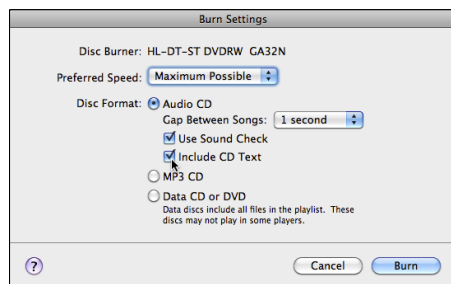 Burn Settings
Disc Burner: HL-DT-ST DVDRW GA32N
Preferred Speed: Maximum Possible
Disc Format: Audio CD
Gap Between Songs: 1 second
Use Sound Check
Include CD Text
MP3 CD
Data CD or DVD
Data discs include all files in the playlist. These
discs may not play in some players.
? Cancel Burn